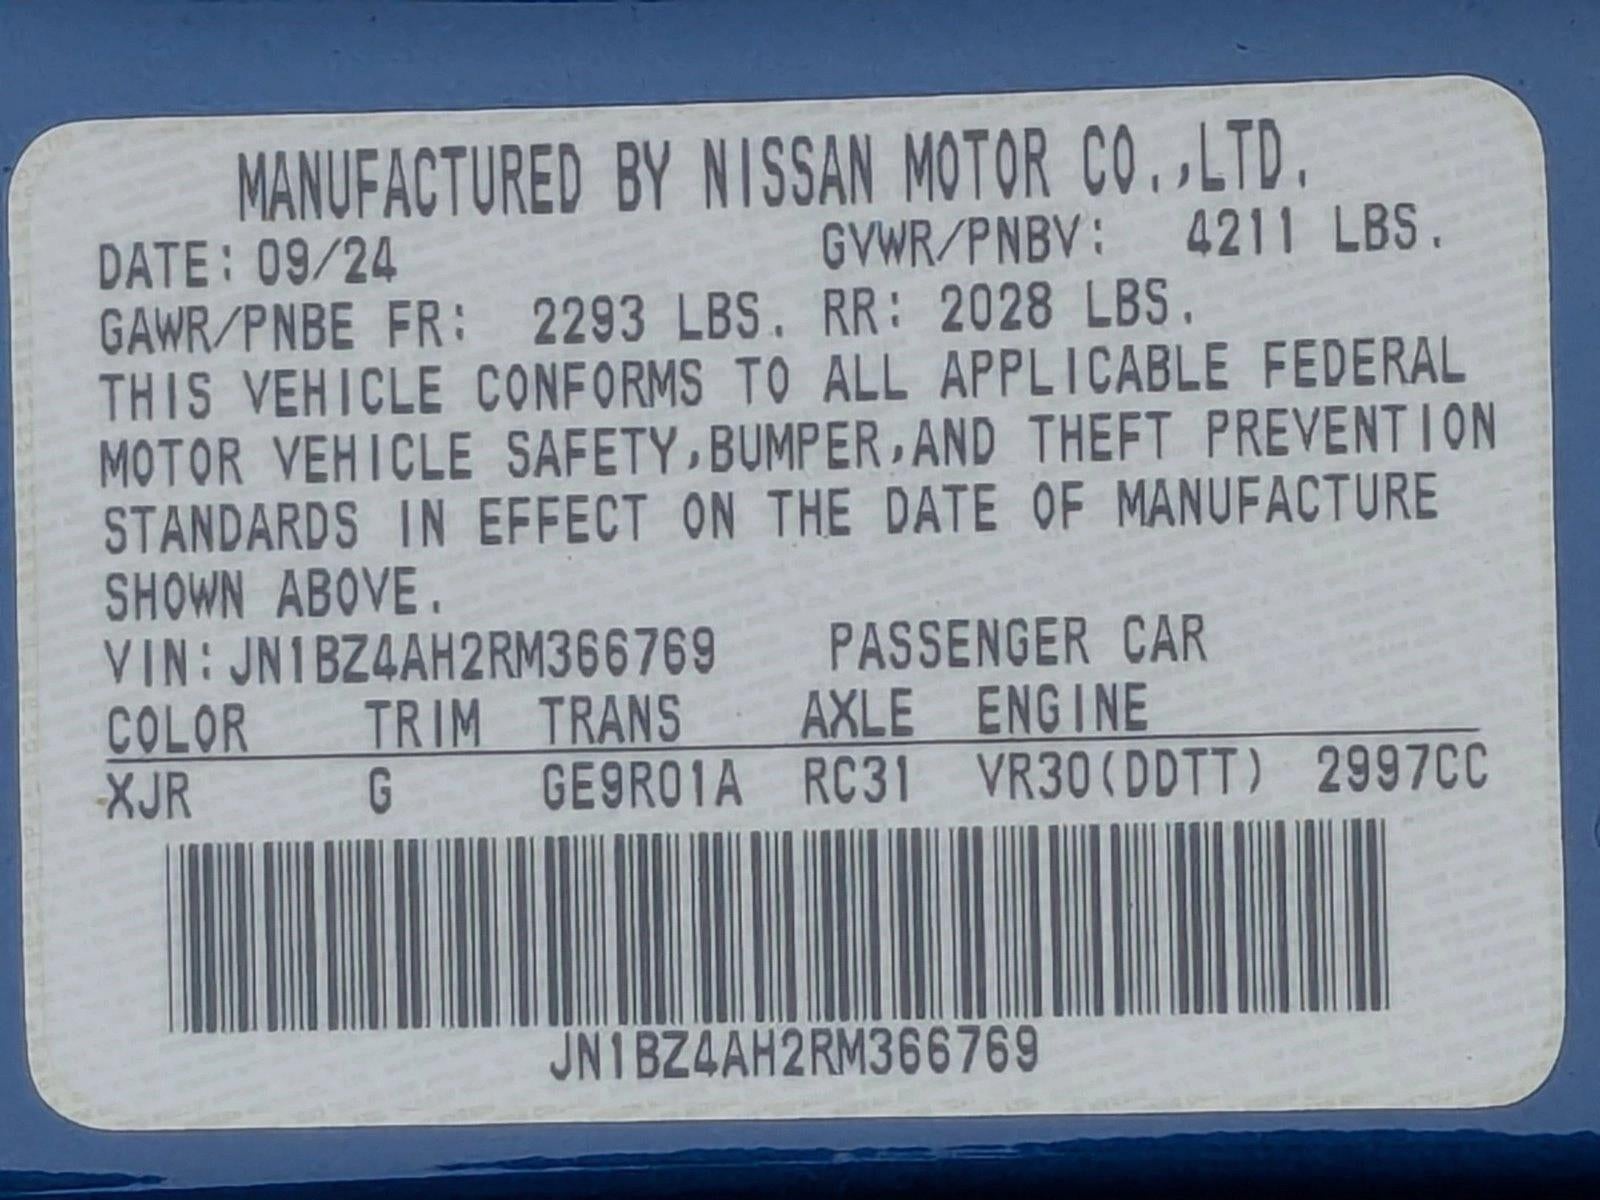 MANUFACTURED BY NISSAN MOTOR CO.,LTD.
DATE: 09/24 GVWR/PNBV: 4211 LBS.
GAWR/PNBE FR: 2293 LBS. RR: 2028 LBS.
THIS VEHICLE CONFORMS TO ALL APPLICABLE FEDERAL
MOTOR VEHICLE SAFETY,BUMPER,AND THEFT PREVENTION
STANDARDS IN EFFECT ON THE DATE OF MANUFACTURE
SHOWN ABOVE.
VIN:JN1BZ4AH2RM366769 PASSENGER CAR
COLOR TRIM TRANS AXLE ENGINE
XJR G GE9R01A RC31 VR30(DDTT) 2997CC
JN1BZ4AH2RM366769